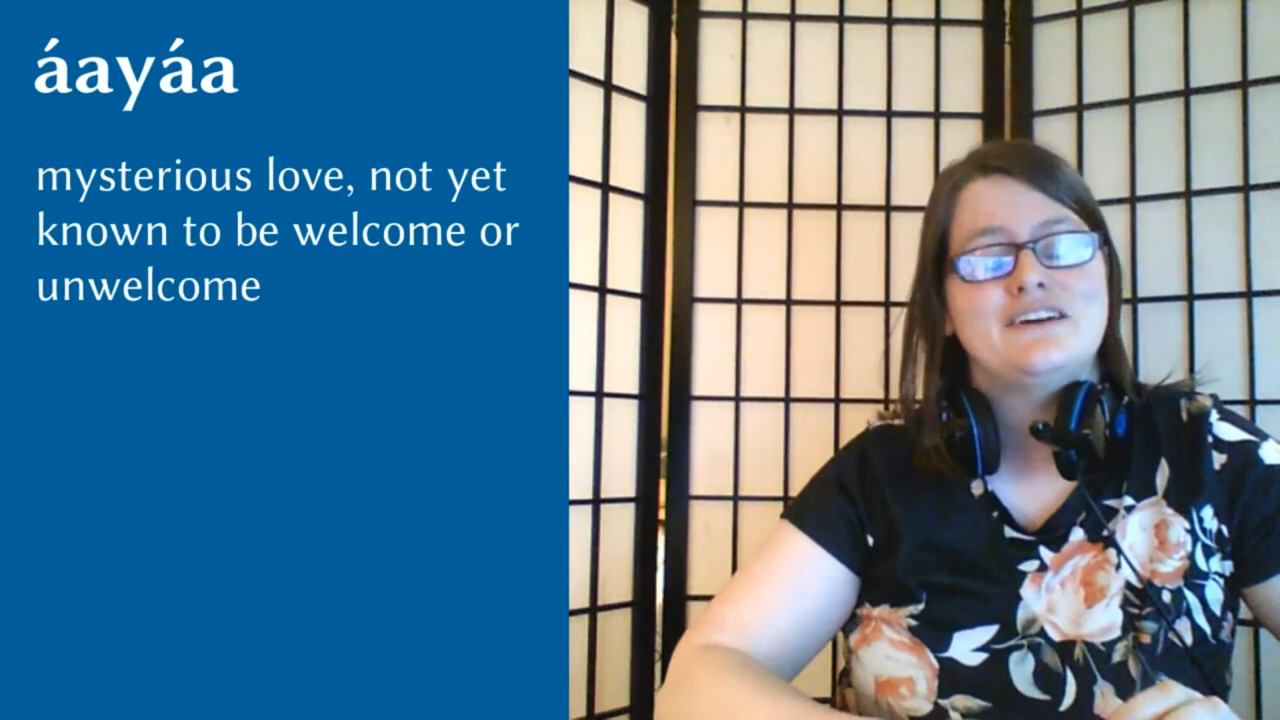 áayáa
mysterious love, not yet
known to be welcome or
unwelcome